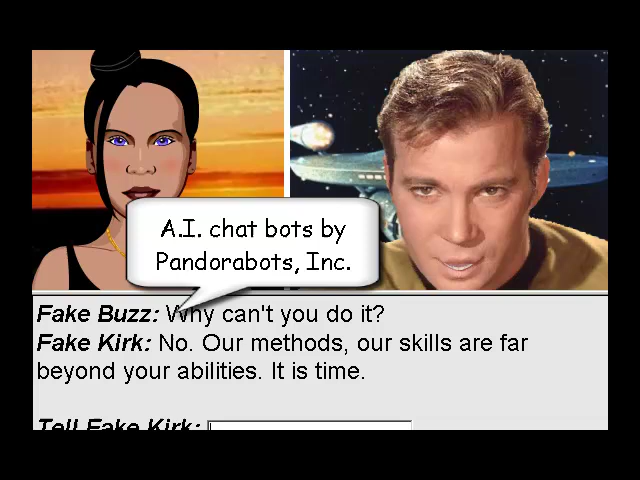 A.I. chat bots by
Pandorabots, Inc.
Fake Buzz: Why can't you do it?
Fake Kirk: No. Our methods, our skills are far
beyond your abilities. It is time.
Tell Fake Kirk: